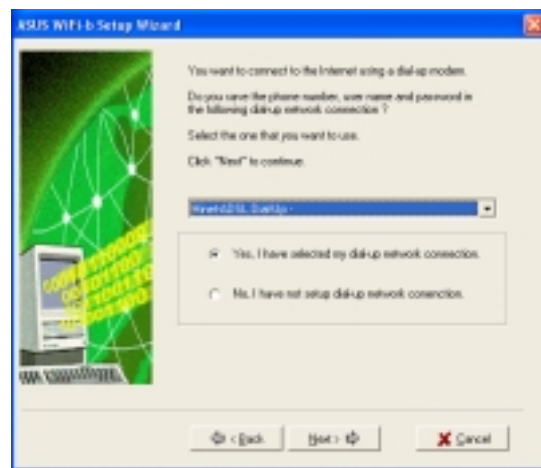 ASUS WiFi-b Setup Wizard
You want to connect to the Internet using a dial-up modem.
Do you save the phone number, user name and password in
the following dial-up network connection ?
Select the one that you want to use.
Click "Next" to continue.
Yes, I have selected my dial-up network connection.
No, I have not setup dial-up network connection.
< Back
Next >
Cancel